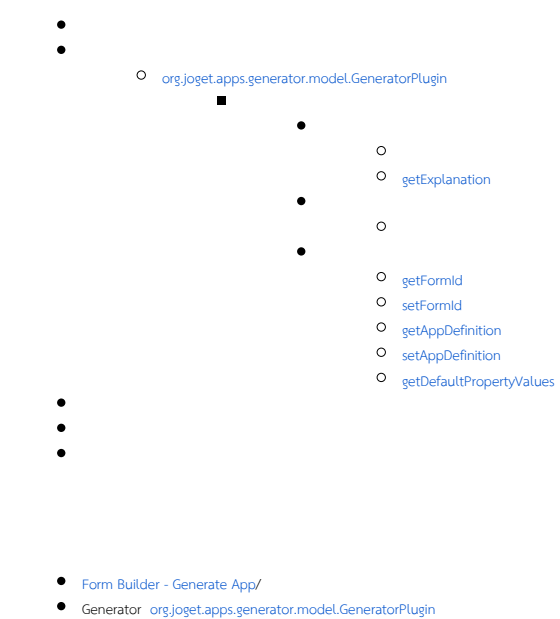 org.joget.apps.generator.model.GeneratorPlugin
getExplanation
getFormId
setFormId
getAppDefinition
setAppDefinition
getDefaultPropertyValues
Form Builder - Generate App/
Generator org.joget.apps.generator.model.GeneratorPlugin